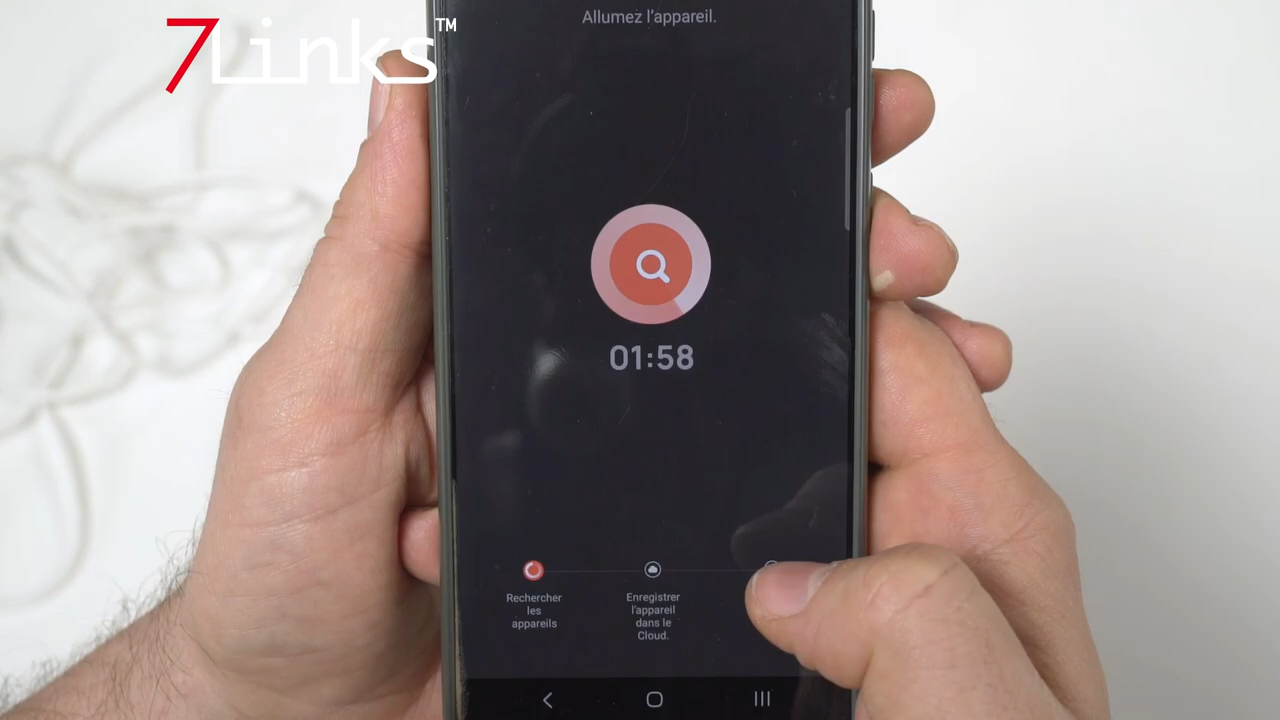 Allumez l'appareil.
7Links™
01:58
Rechercher
les
appareils
Enregistrer
l'appareil
dans le
Cloud.